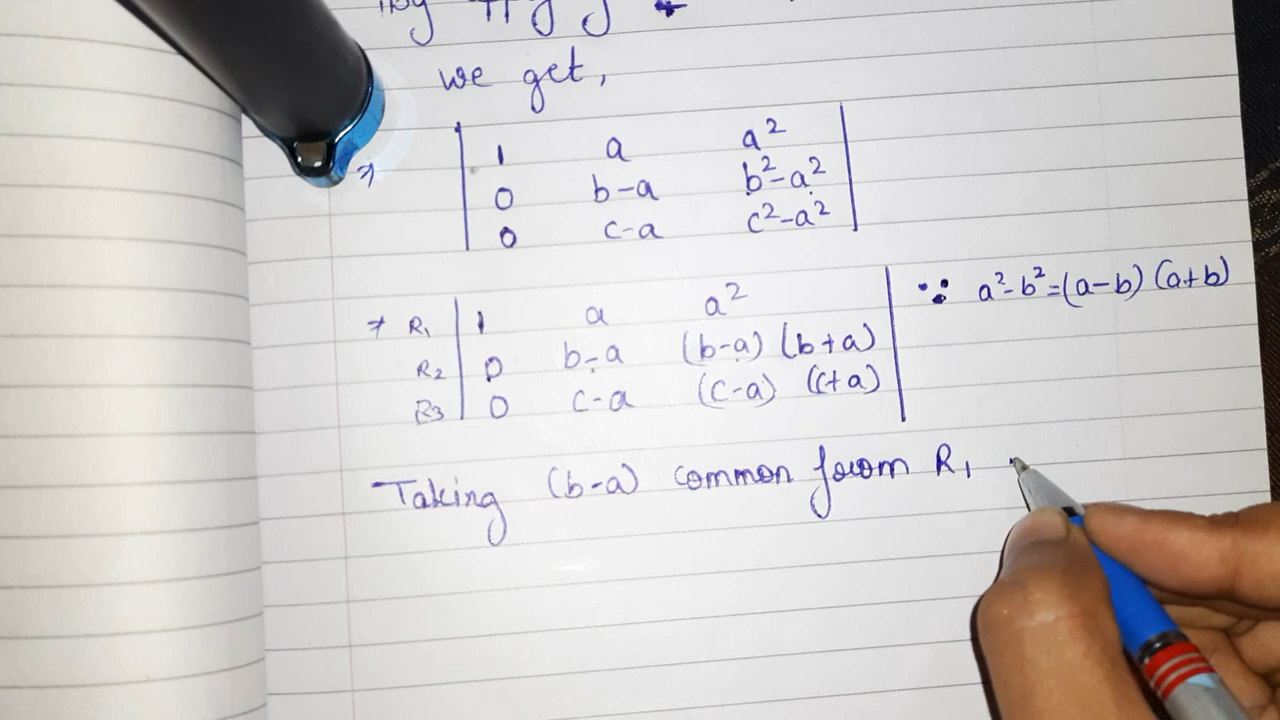 we get,
⇒ | 1 a a² |
| 0 b-a b²-a² |
| 0 c-a c²-a² |
⇒ R₁ | 1 a a² | ∵ a²-b²=(a-b) (a+b)
R₂ | 0 b-a (b-a) (b+a) |
R₃ | 0 c-a (c-a) (c+a) |
Taking (b-a) common from R₁